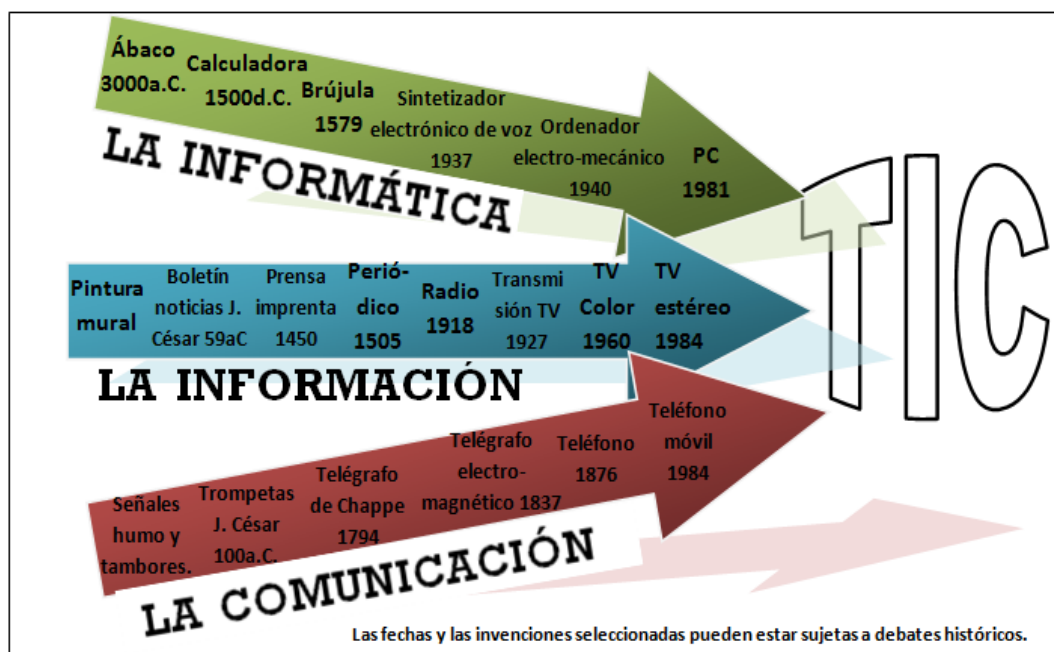 Ábaco
3000a.C.
Calculadora
1500d.C.
Brújula
1579
Sintetizador
electrónico de voz
1937
Ordenador
electro-mecánico
1940
PC
1981
LA INFORMÁTICA
Pintura
mural
Boletín
noticias J.
César 59aC
Prensa
imprenta
1450
Perió-
dico
1505
Radio
1918
Transmi
sión TV
1927
TV
Color
1960
TV
estéreo
1984
LA INFORMACIÓN
Señales
humo y
tambores.
Trompetas
J. César
100a.C.
Telégrafo
de Chappe
1794
Telégrafo
electro-
magnético 1837
Teléfono
1876
Teléfono
móvil
1984
LA COMUNICACIÓN
TIC
Las fechas y las invenciones seleccionadas pueden estar sujetas a debates históricos.